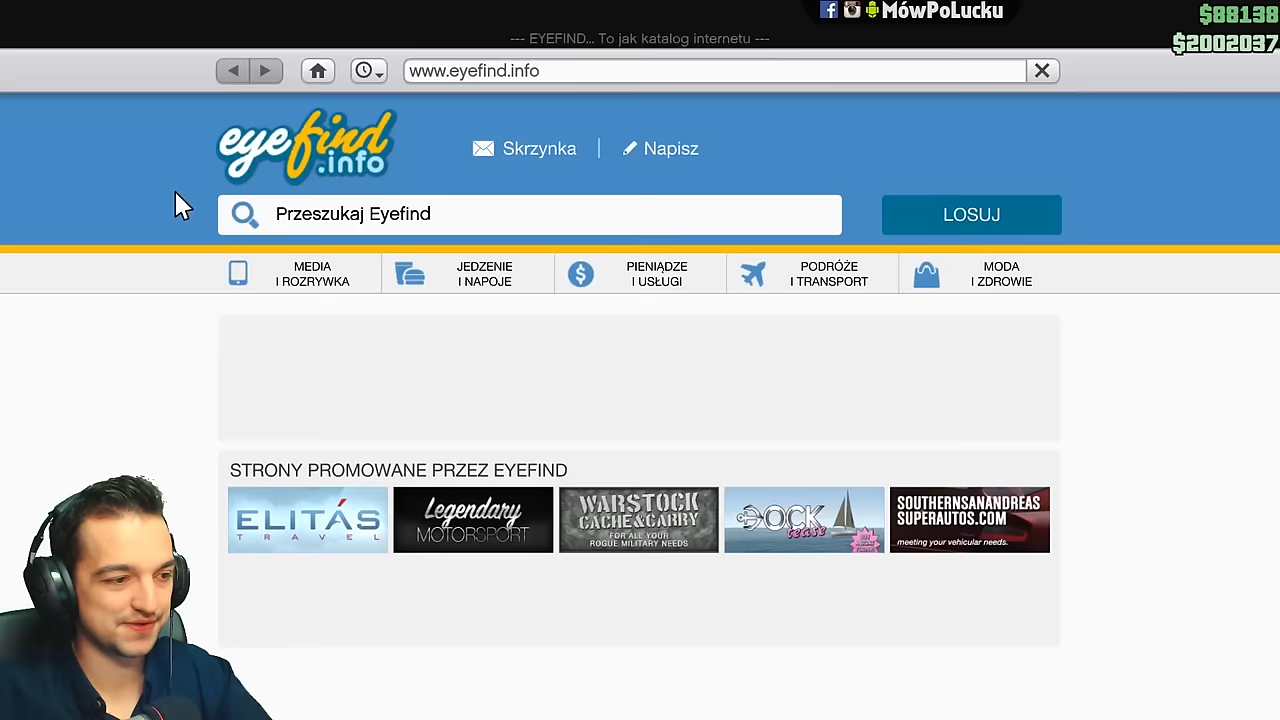 MówPoLucku
$88138
--- EYEFIND... To jak katalog internetu ---
$2002037
www.eyefind.info
eyefind
.info
Skrzynka
Napisz
Przeszukaj Eyefind
LOSUJ
MEDIA
I ROZRYWKA
JEDZENIE
I NAPOJE
PIENIĄDZE
I USŁUGI
PODRÓŻE
I TRANSPORT
MODA
I ZDROWIE
STRONY PROMOWANE PRZEZ EYEFIND
ELITÁS
TRAVEL
Legendary
MOTORSPORT
WARSTOCK
CACHE&CARRY
FOR ALL YOUR
ROGUE MILITARY NEEDS
DOCK
tease
SOUTHERNSANANDREAS
SUPERAUTOS.COM
meeting your vehicular needs.